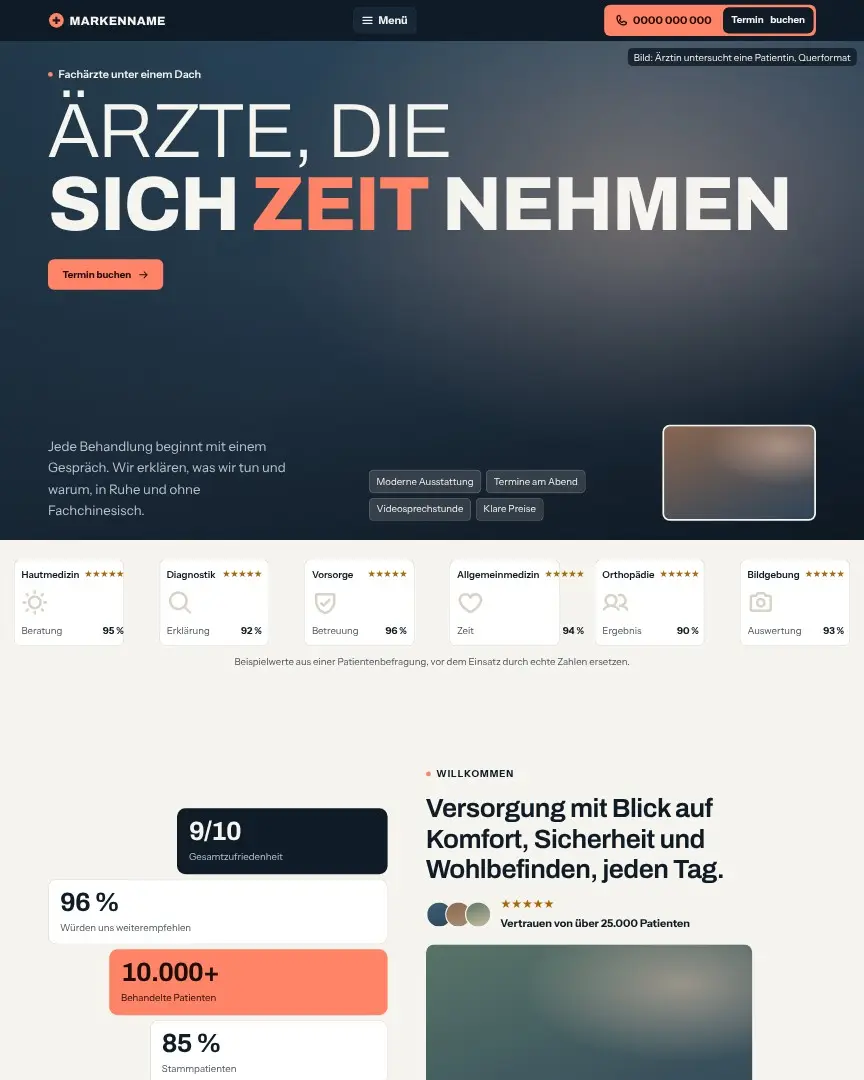 MARKENNAME
Menü
0000 000 000
Termin buchen
Bild: Ärztin untersucht eine Patientin, Querformat
Fachärzte unter einem Dach
ÄRZTE, DIE
SICH ZEIT NEHMEN
Termin buchen
Jede Behandlung beginnt mit einem
Gespräch. Wir erklären, was wir tun und
warum, in Ruhe und ohne
Fachchinesisch.
Moderne Ausstattung
Termine am Abend
Videosprechstunde
Klare Preise
Hautmedizin ★★★★★
Beratung 95 %
Diagnostik ★★★★★
Erklärung 92 %
Vorsorge ★★★★★
Betreuung 96 %
Allgemeinmedizin ★★★★★
Zeit 94 %
Orthopädie ★★★★★
Ergebnis 90 %
Bildgebung ★★★★★
Auswertung 93 %
Beispielwerte aus einer Patientenbefragung, vor dem Einsatz durch echte Zahlen ersetzen.
9/10
Gesamtzufriedenheit
96 %
Würden uns weiterempfehlen
10.000+
Behandelte Patienten
85 %
Stammpatienten
WILLKOMMEN
Versorgung mit Blick auf
Komfort, Sicherheit und
Wohlbefinden, jeden Tag.
★★★★★
Vertrauen von über 25.000 Patienten